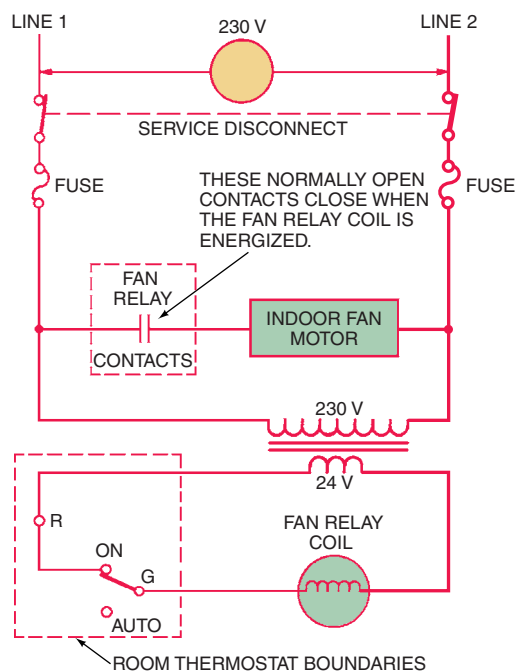 LINE 1
230 V
LINE 2
SERVICE DISCONNECT
FUSE
THESE NORMALLY OPEN
CONTACTS CLOSE WHEN
THE FAN RELAY COIL IS
ENERGIZED.
FUSE
FAN
RELAY
CONTACTS
INDOOR FAN
MOTOR
230 V
24 V
R
FAN RELAY
COIL
ON
G
AUTO
ROOM THERMOSTAT BOUNDARIES